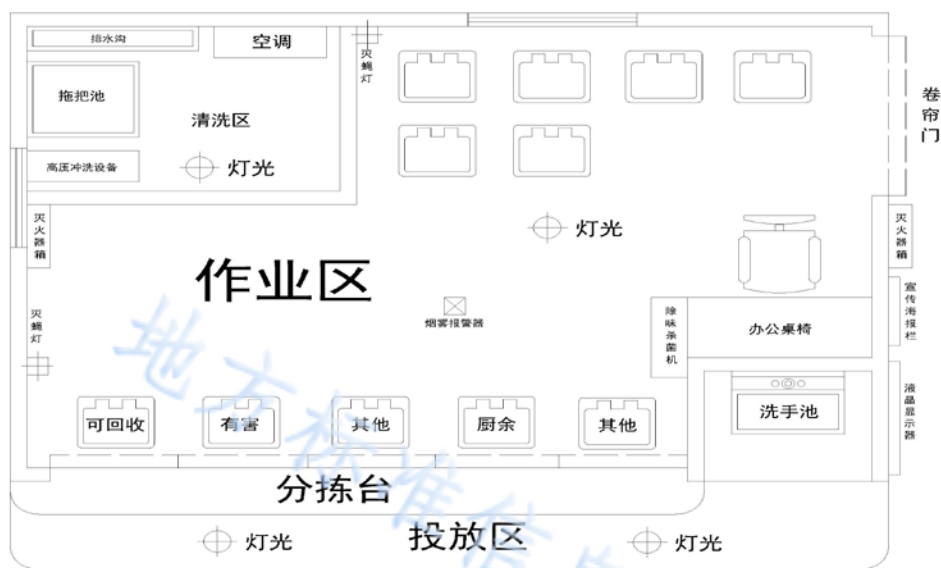 排水沟
空调
灭蝇灯
拖把池
清洗区
卷帘门
高压冲洗设备
灯光
灭火器箱
灯光
灭火器箱
作业区
宣传海报栏
灭蝇灯
烟雾报警器
除味杀菌机
办公桌椅
液晶显示器
洗手池
可回收
有害
其他
厨余
其他
分拣台
投放区
灯光
灯光
地方标准信